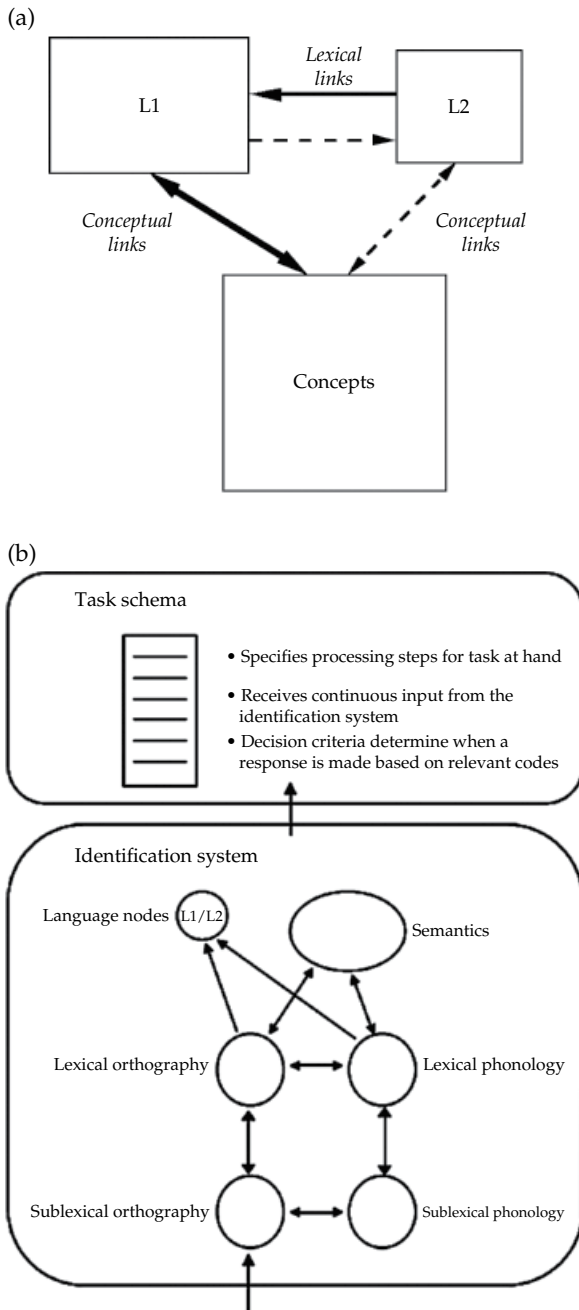 (a)
Lexical
links
L1
L2
Conceptual
links
Conceptual
links
Concepts
(b)
Task schema
• Specifies processing steps for task at hand
• Receives continuous input from the
identification system
• Decision criteria determine when a
response is made based on relevant codes
Identification system
Language nodes
L1/L2
Semantics
Lexical orthography
Lexical phonology
Sublexical orthography
Sublexical phonology